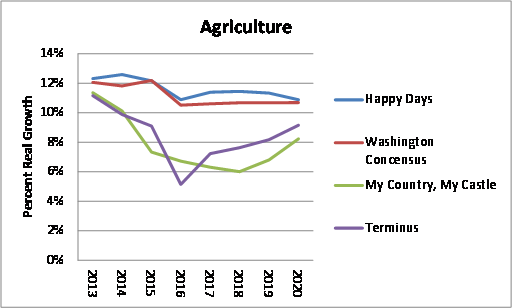 Agriculture
Percent Real Growth
14%
12%
10%
8%
6%
4%
2%
0%
2013
2014
2015
2016
2017
2018
2019
2020
Happy Days
Washington
Concensus
My Country, My Castle
Terminus